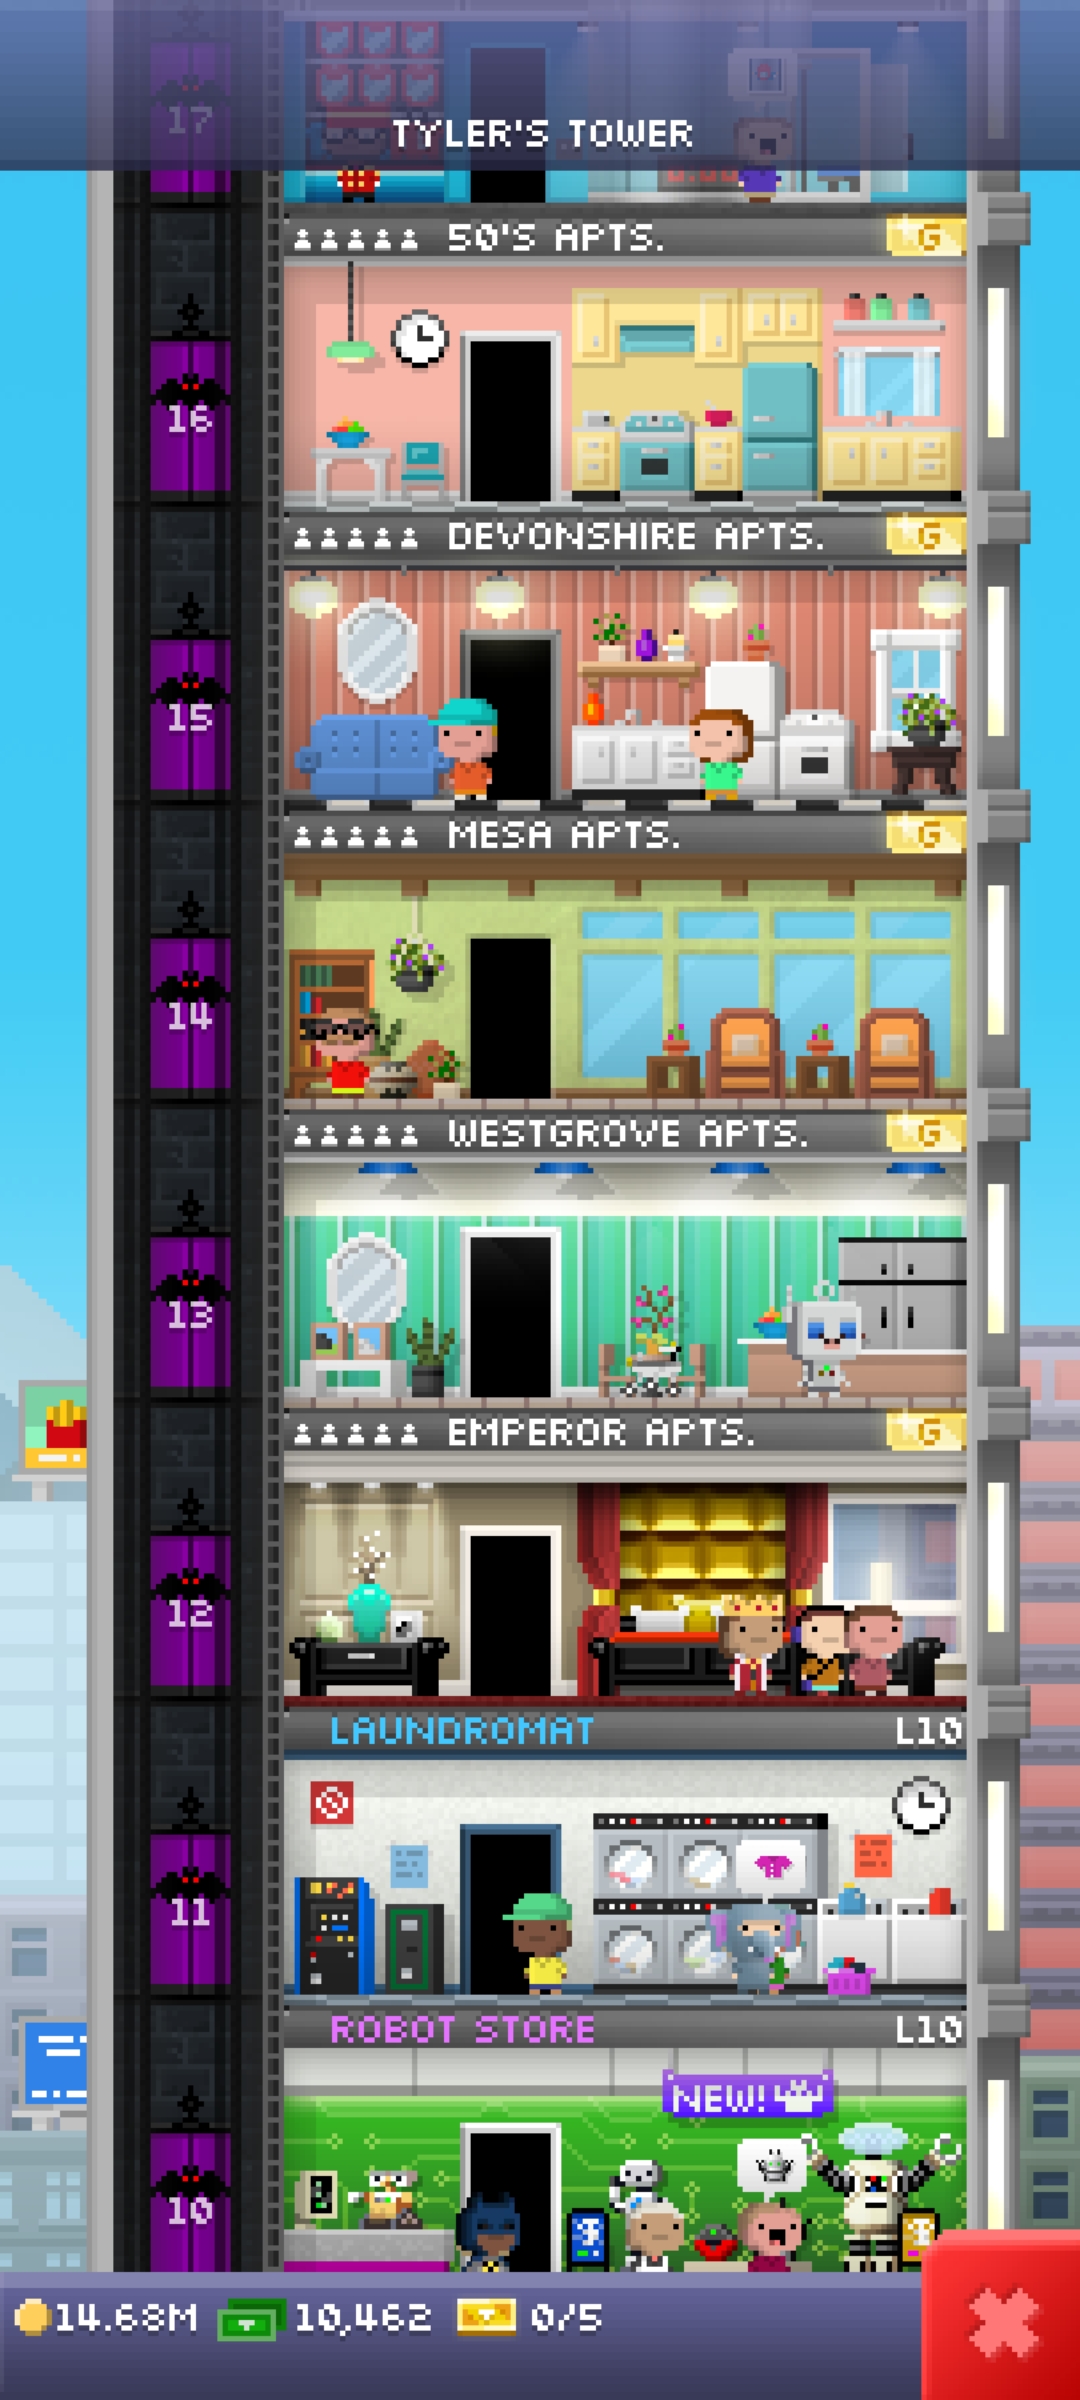 17
TYLER'S TOWER
50'S APTS. G
16
DEVONSHIRE APTS. G
15
MESA APTS. G
14
WESTGROVE APTS. G
13
EMPEROR APTS. G
12
LAUNDROMAT L10
11
ROBOT STORE L10
NEW!
10
14.68M 10,462 0/5